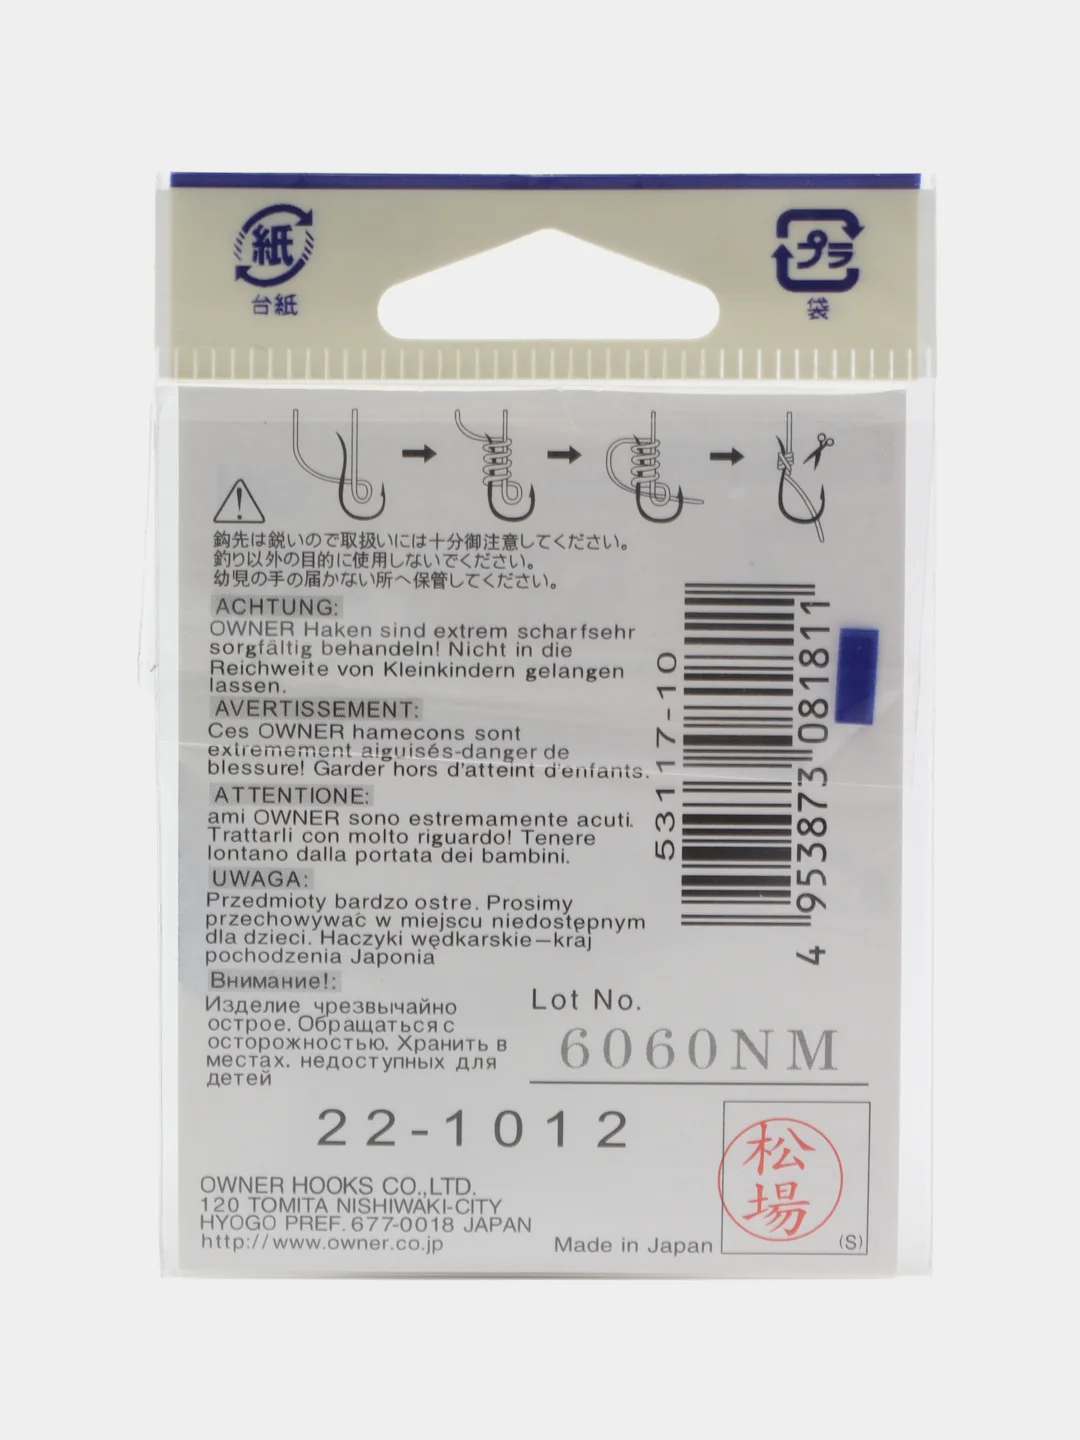 紙
台紙
プラ
袋
鈎先は鋭いので取扱いには十分御注意してください。
釣り以外の目的に使用しないでください。
幼児の手の届かない所へ保管してください。
ACHTUNG:
OWNER Haken sind extrem scharfsehr
sorgfältig behandeln! Nicht in die
Reichweite von Kleinkindern gelangen
lassen.
AVERTISSEMENT:
Ces OWNER hamecons sont
extremement aiguisés-danger de
blessure! Garder hors d'atteint d'enfants.
ATTENTIONE:
ami OWNER sono estremamente acuti.
Trattarli con molto riguardo! Tenere
lontano dalla portata dei bambini.
UWAGA:
Przedmioty bardzo ostre. Prosimy
przechowywać w miejscu niedostępnym
dla dzieci. Haczyki wędkarskie—kraj
pochodzenia Japonia
Внимание!:
Изделие чрезвычайно
острое. Обращаться с
осторожностью. Хранить в
местах. недоступных для
детей
53117-10
4 953873 081811
Lot No.
6060NM
22-1012
OWNER HOOKS CO.,LTD.
120 TOMITA NISHIWAKI-CITY
HYOGO PREF. 677-0018 JAPAN
http://www.owner.co.jp
Made in Japan
松場
(S)